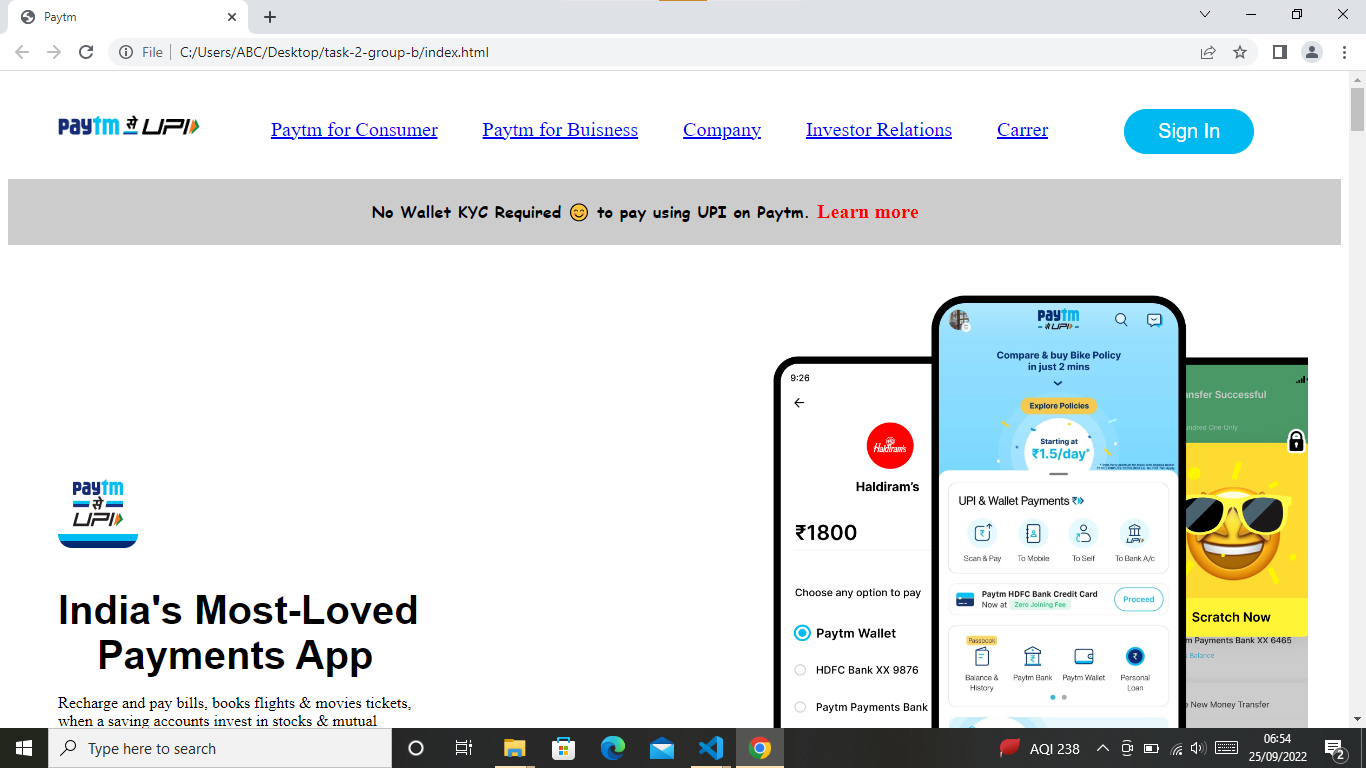 Paytm
File
C:/Users/ABC/Desktop/task-2-group-b/index.html
paytm से UPI
Paytm for Consumer
Paytm for Buisness
Company
Investor Relations
Carrer
Sign In
No Wallet KYC Required 😊 to pay using UPI on Paytm. Learn more
paytm
से
UPI
India's Most-Loved
Payments App
Recharge and pay bills, books flights & movies tickets,
when a saving accounts invest in stocks & mutual
9:26
Haldiram's
Haldiram's
₹1800
Choose any option to pay
Paytm Wallet
HDFC Bank XX 9876
Paytm Payments Bank
paytm
से UPI
Compare & buy Bike Policy
in just 2 mins
Explore Policies
Starting at
₹1.5/day*
UPI & Wallet Payments
Scan & Pay
To Mobile
To Self
UPI
To Bank A/c
Paytm HDFC Bank Credit Card
Now at Zero Joining Fee
Proceed
Passbook
Balance &
History
Paytm Bank
Paytm Wallet
Personal
Loan
nsfer Successful
undred One Only
Scratch Now
m Payments Bank XX 6465
Balance
e New Money Transfer
Type here to search
AQI 238
06:54
25/09/2022
2